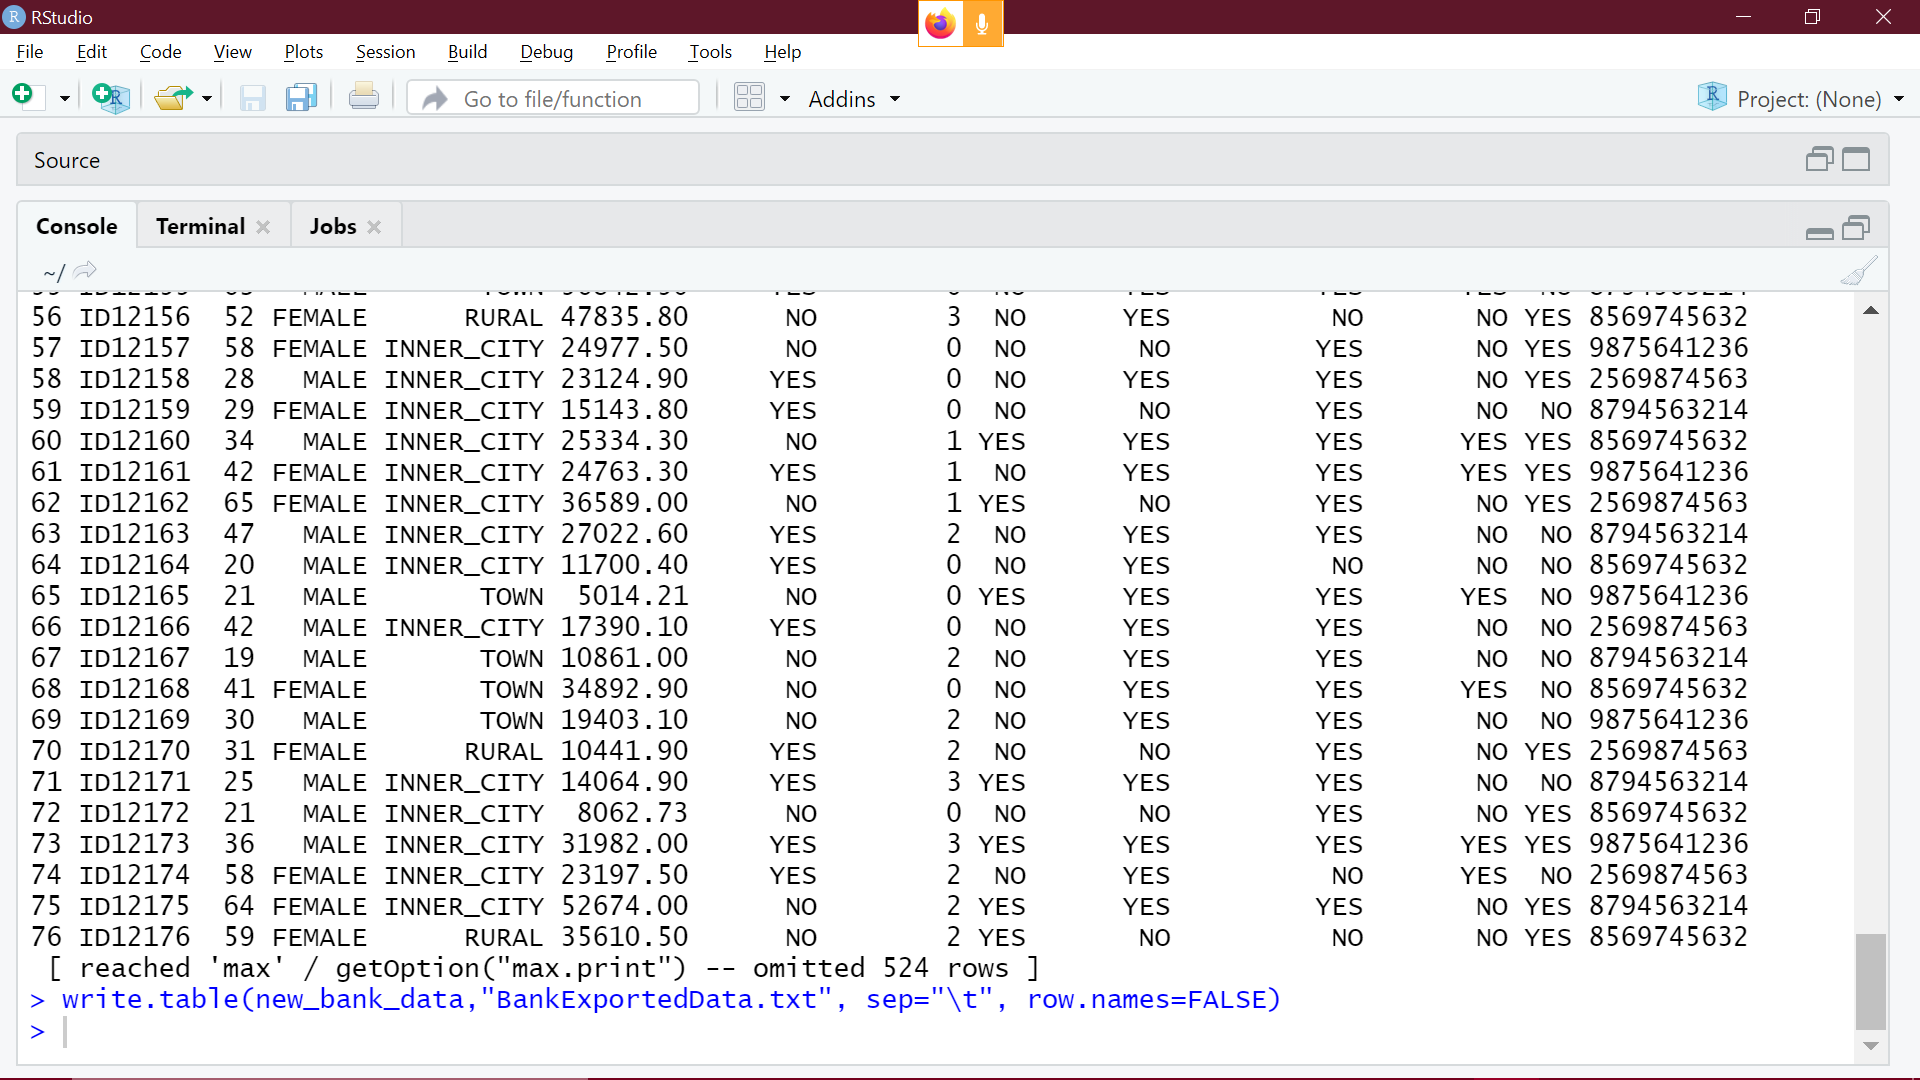 RStudio
File Edit Code View Plots Session Build Debug Profile Tools Help
Go to file/function Addins Project: (None)
Source
Console Terminal Jobs
~/
56 ID12156 52 FEMALE RURAL 47835.80 NO 3 NO YES NO NO YES 8569745632
57 ID12157 58 FEMALE INNER_CITY 24977.50 NO 0 NO NO YES NO YES 9875641236
58 ID12158 28 MALE INNER_CITY 23124.90 YES 0 NO YES YES NO YES 2569874563
59 ID12159 29 FEMALE INNER_CITY 15143.80 YES 0 NO NO YES NO NO 8794563214
60 ID12160 34 MALE INNER_CITY 25334.30 NO 1 YES YES YES YES YES 8569745632
61 ID12161 42 FEMALE INNER_CITY 24763.30 YES 1 NO YES YES YES YES 9875641236
62 ID12162 65 FEMALE INNER_CITY 36589.00 NO 1 YES NO YES NO YES 2569874563
63 ID12163 47 MALE INNER_CITY 27022.60 YES 2 NO YES YES NO NO 8794563214
64 ID12164 20 MALE INNER_CITY 11700.40 YES 0 NO YES NO NO NO 8569745632
65 ID12165 21 MALE TOWN 5014.21 NO 0 YES YES YES YES NO 9875641236
66 ID12166 42 MALE INNER_CITY 17390.10 YES 0 NO YES YES NO NO 2569874563
67 ID12167 19 MALE TOWN 10861.00 NO 2 NO YES YES NO NO 8794563214
68 ID12168 41 FEMALE TOWN 34892.90 NO 0 NO YES YES YES NO 8569745632
69 ID12169 30 MALE TOWN 19403.10 NO 2 NO YES YES NO NO 9875641236
70 ID12170 31 FEMALE RURAL 10441.90 YES 2 NO NO YES NO YES 2569874563
71 ID12171 25 MALE INNER_CITY 14064.90 YES 3 YES YES YES NO NO 8794563214
72 ID12172 21 MALE INNER_CITY 8062.73 NO 0 NO NO YES NO YES 8569745632
73 ID12173 36 MALE INNER_CITY 31982.00 YES 3 YES YES YES YES YES 9875641236
74 ID12174 58 FEMALE INNER_CITY 23197.50 YES 2 NO YES NO YES NO 2569874563
75 ID12175 64 FEMALE INNER_CITY 52674.00 NO 2 YES YES YES NO YES 8794563214
76 ID12176 59 FEMALE RURAL 35610.50 NO 2 YES NO NO NO YES 8569745632
[ reached 'max' / getOption("max.print") -- omitted 524 rows ]
> write.table(new_bank_data,"BankExportedData.txt", sep="\t", row.names=FALSE)
>